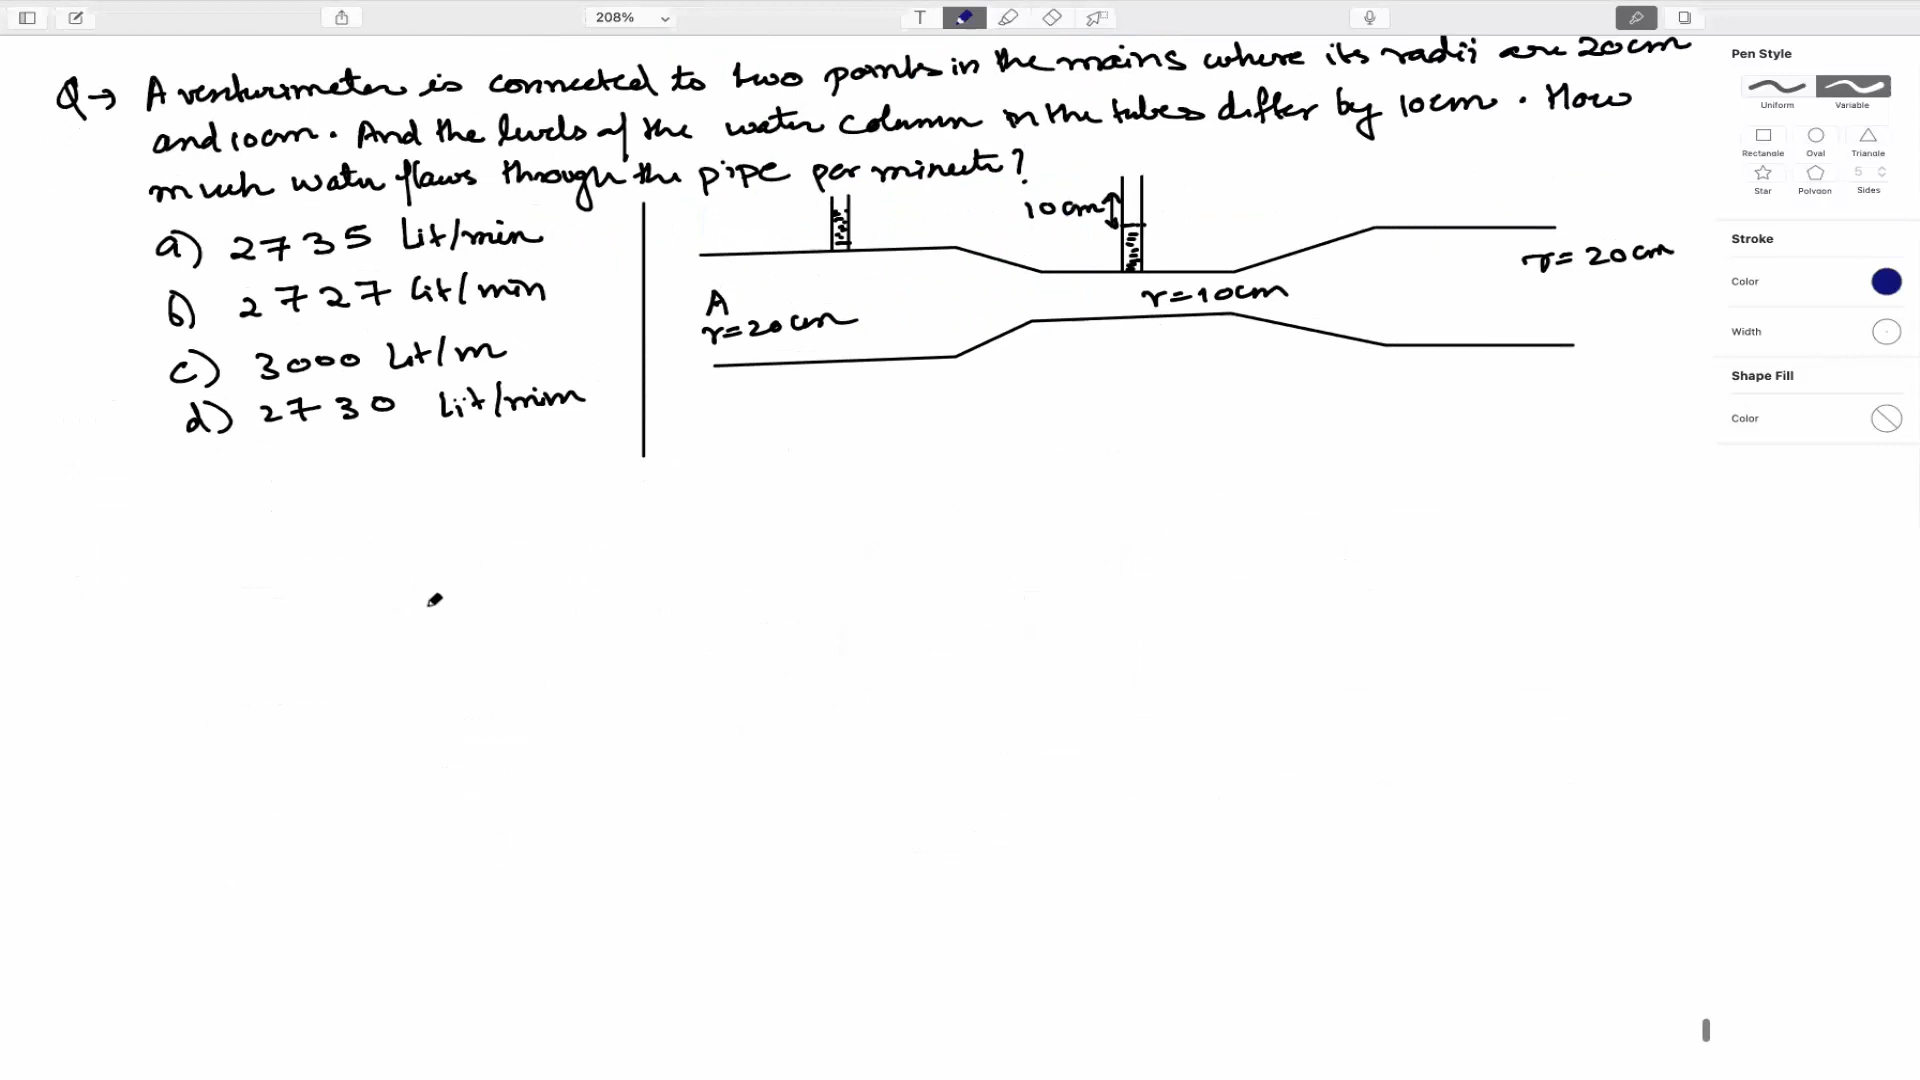 208%
T
Q→ A venturimeter is connected to two points in the mains where its radii are 20cm
and 10cm. And the levels of the water column in the tubes differ by 10cm. How
much water flows through the pipe per minute?
a) 2735 Lit/min
b) 2727 Lit/min
c) 3000 Lit/m
d) 2730 Lit/min
10cm
A
r=20cm
r=10cm
r=20cm
Pen Style
Uniform Variable
Rectangle Oval Triangle
5
Star Polygon Sides
Stroke
Color
Width
Shape Fill
Color